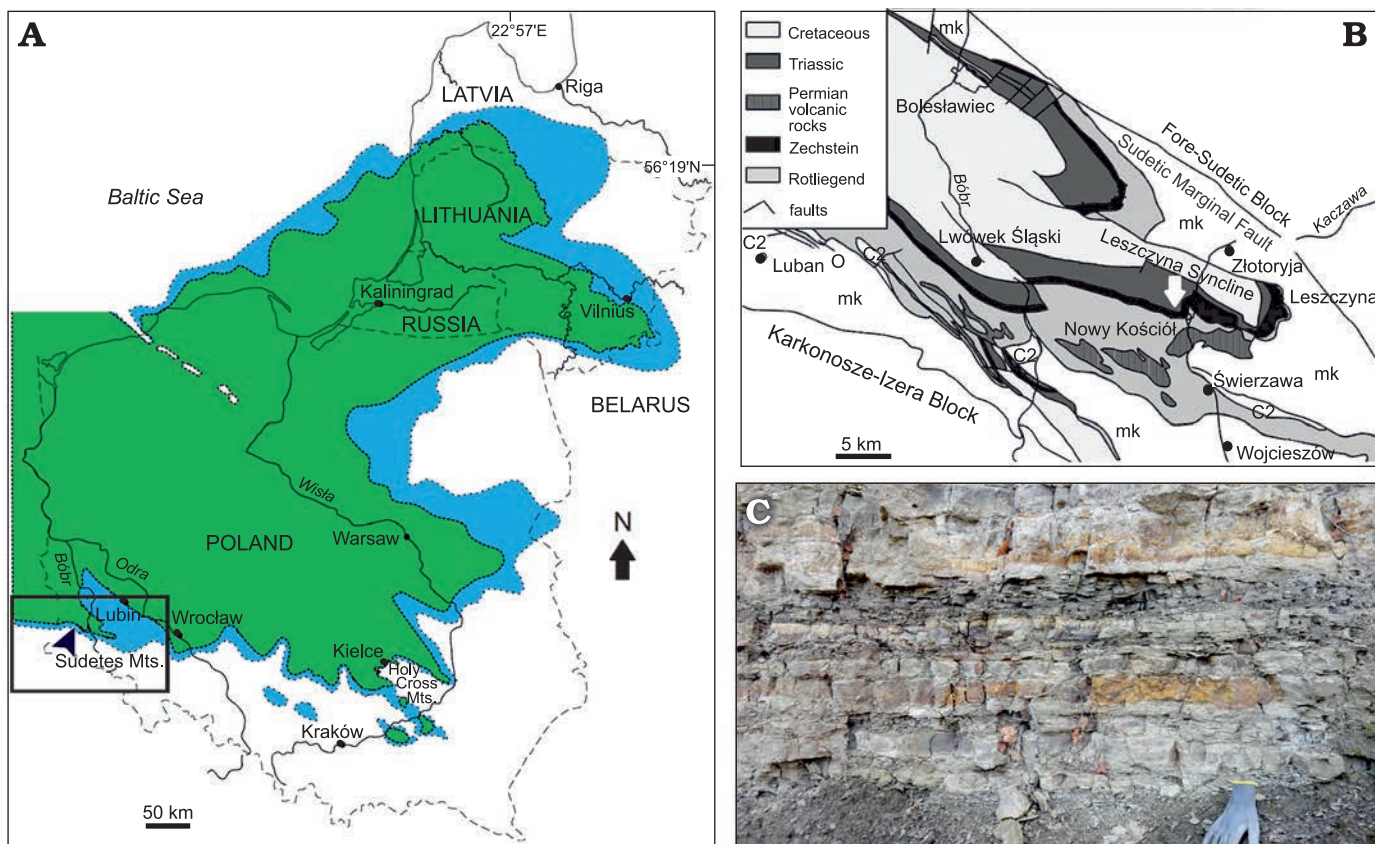 A
22°57'E
Riga
LATVIA
56°19'N
Baltic Sea
LITHUANIA
Kaliningrad
Vilnius
RUSSIA
BELARUS
Wisła
N
POLAND
Warsaw
Bóbr
Odra
Lubin
Wrocław
Sudetes Mts.
Kielce
Holy
Cross
Mts.
Kraków
50 km
B
Cretaceous
Triassic
Permian
volcanic
rocks
Zechstein
Rotliegend
faults
mk
Bolesławiec
Fore-Sudetic Block
Sudetic Marginal Fault
Bóbr
Kaczawa
mk
C2
Luban
O
C2
Lwówek Śląski
Leszczyna Syncline
Złotoryja
Leszczyna
mk
Nowy Kościół
Karkonosze-Izera Block
C2
Świerzawa
mk
C2
mk
Wojcieszów
5 km
C